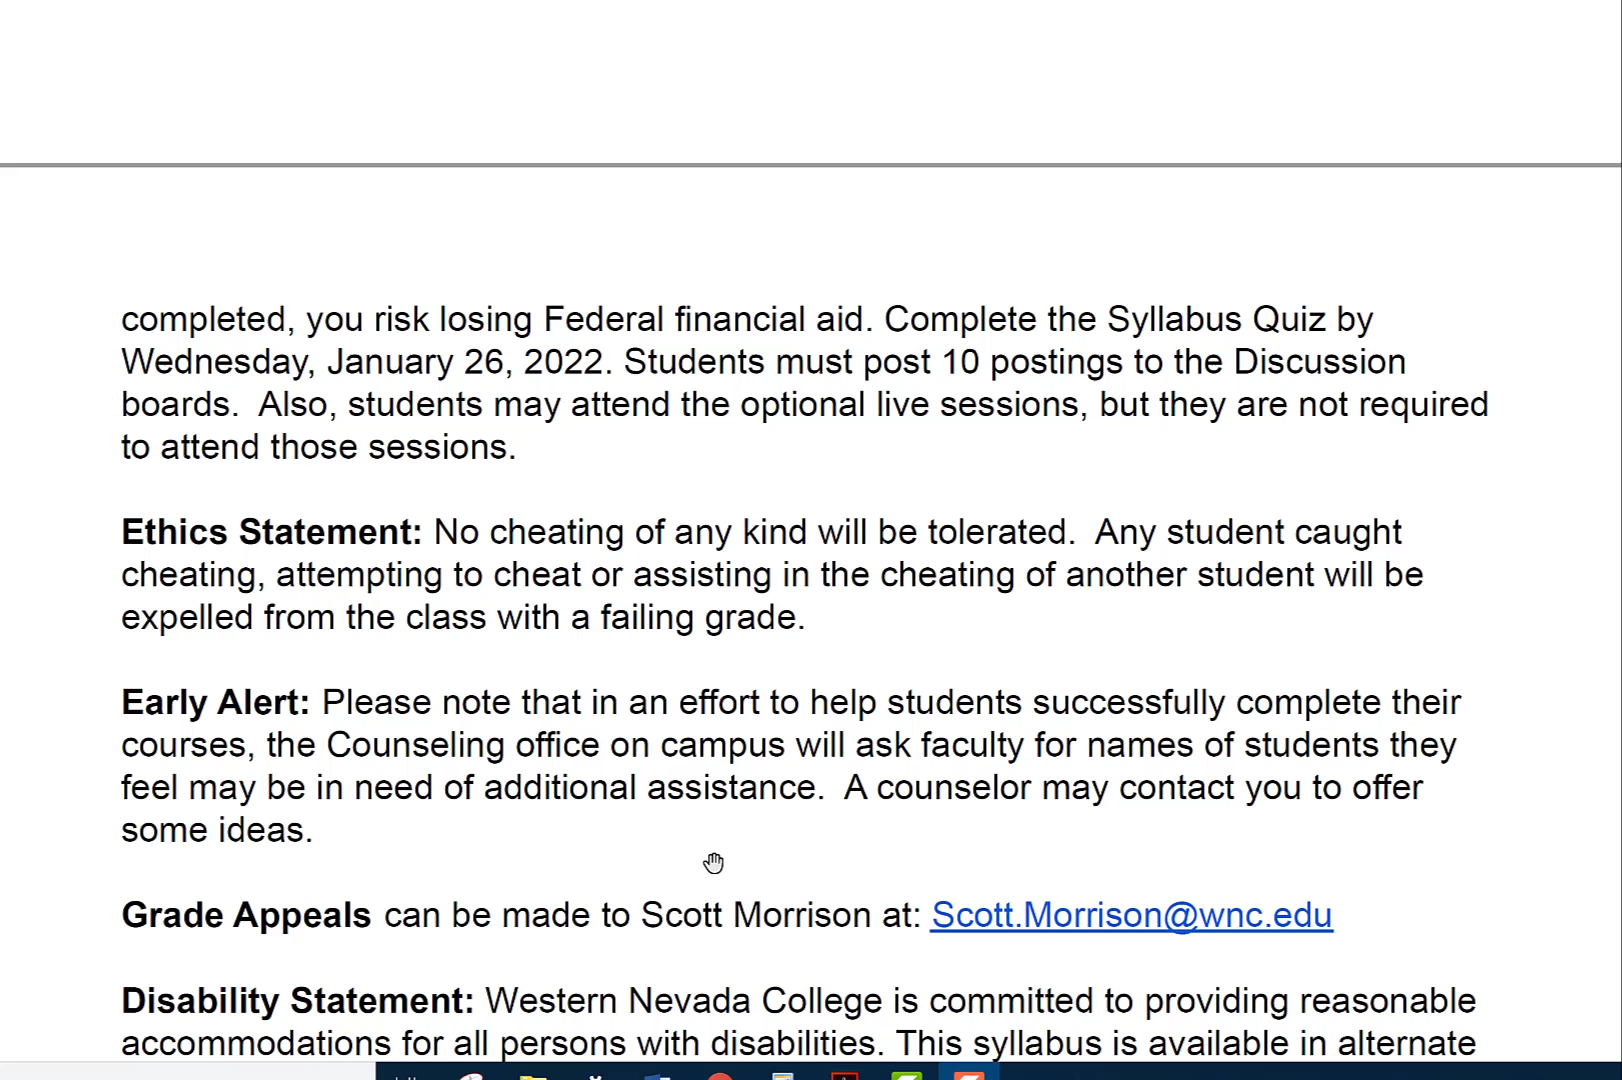 completed, you risk losing Federal financial aid. Complete the Syllabus Quiz by
Wednesday, January 26, 2022. Students must post 10 postings to the Discussion
boards.  Also, students may attend the optional live sessions, but they are not required
to attend those sessions.
Ethics Statement: No cheating of any kind will be tolerated.  Any student caught
cheating, attempting to cheat or assisting in the cheating of another student will be
expelled from the class with a failing grade.
Early Alert: Please note that in an effort to help students successfully complete their
courses, the Counseling office on campus will ask faculty for names of students they
feel may be in need of additional assistance.  A counselor may contact you to offer
some ideas.
Grade Appeals can be made to Scott Morrison at: Scott.Morrison@wnc.edu
Disability Statement: Western Nevada College is committed to providing reasonable
accommodations for all persons with disabilities. This syllabus is available in alternate